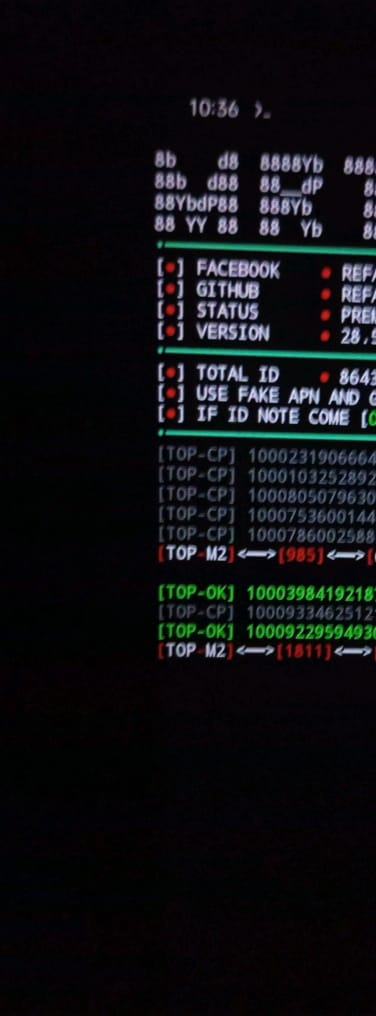 10:36 >_
8b d8 8888Yb 888
88b d88 88__dP 8
88YbdP88 888Yb 8
88 YY 88 88 Yb 8
[•] FACEBOOK • REFA
[•] GITHUB • REFA
[•] STATUS • PREM
[•] VERSION • 28.5
[•] TOTAL ID • 8643
[•] USE FAKE APN AND G
[•] IF ID NOTE COME [
[TOP-CP] 1000231906664
[TOP-CP] 1000103252892
[TOP-CP] 1000805079630
[TOP-CP] 1000753600144
[TOP-CP] 1000786002588
[TOP-M2]<──>[985]<──>[
[TOP-OK] 1000398419218
[TOP-CP] 1000933462512
[TOP-OK] 1000922959493
[TOP-M2]<──>[1811]<──>[